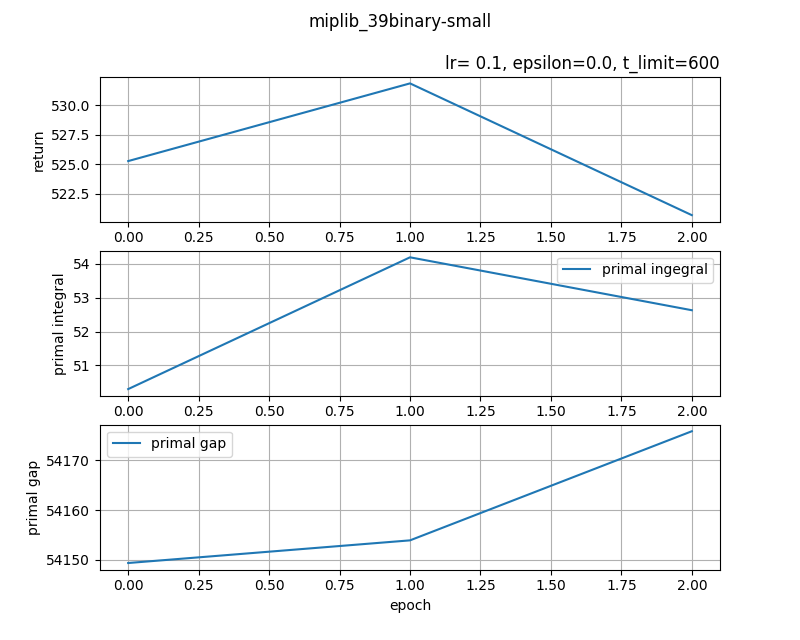 miplib_39binary-small
lr= 0.1, epsilon=0.0, t_limit=600
return
530.0
527.5
525.0
522.5
0.00 0.25 0.50 0.75 1.00 1.25 1.50 1.75 2.00
primal integral
54
53
52
51
primal ingegral
0.00 0.25 0.50 0.75 1.00 1.25 1.50 1.75 2.00
primal gap
54170
54160
54150
primal gap
0.00 0.25 0.50 0.75 1.00 1.25 1.50 1.75 2.00
epoch